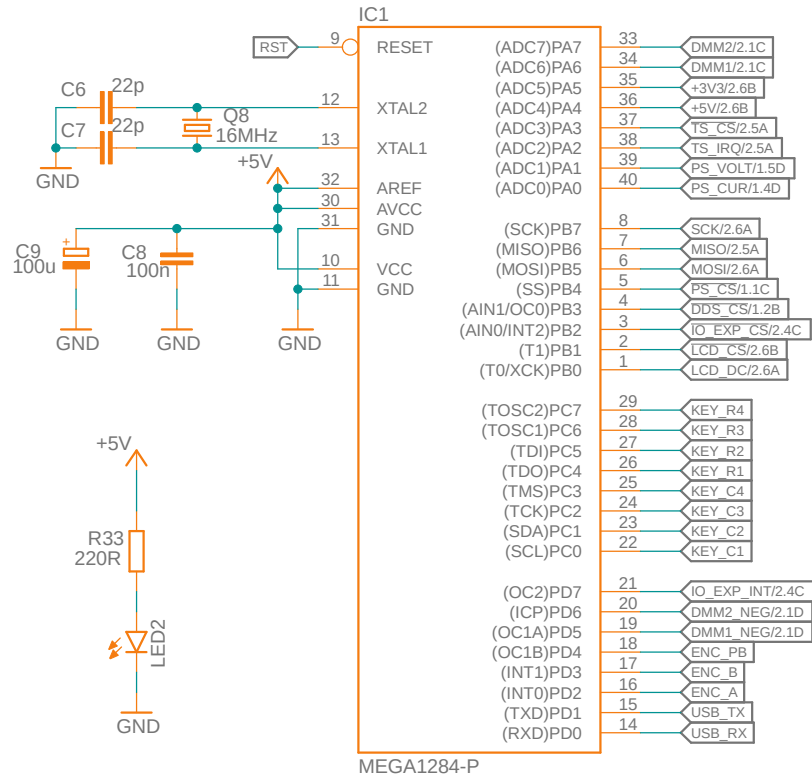 IC1
RST
9
RESET
(ADC7)PA7
33
DMM2/2.1C
(ADC6)PA6
34
DMM1/2.1C
(ADC5)PA5
35
+3V3/2.6B
C6
22p
12
XTAL2
(ADC4)PA4
36
+5V/2.6B
Q8
16MHz
C7
22p
(ADC3)PA3
37
TS_CS/2.5A
13
XTAL1
(ADC2)PA2
38
TS_IRQ/2.5A
GND
+5V
(ADC1)PA1
39
PS_VOLT/1.5D
32
AREF
(ADC0)PA0
40
PS_CUR/1.4D
30
AVCC
31
GND
(SCK)PB7
8
SCK/2.6A
C9
100u
C8
100n
(MISO)PB6
7
MISO/2.5A
10
VCC
(MOSI)PB5
6
MOSI/2.6A
11
GND
(SS)PB4
5
PS_CS/1.1C
(AIN1/OC0)PB3
4
DDS_CS/1.2B
GND
GND
GND
(AIN0/INT2)PB2
3
IO_EXP_CS/2.4C
(T1)PB1
2
LCD_CS/2.6B
(T0/XCK)PB0
1
LCD_DC/2.6A
(TOSC2)PC7
29
KEY_R4
(TOSC1)PC6
28
KEY_R3
+5V
(TDI)PC5
27
KEY_R2
(TDO)PC4
26
KEY_R1
(TMS)PC3
25
KEY_C4
(TCK)PC2
24
KEY_C3
(SDA)PC1
23
KEY_C2
(SCL)PC0
22
KEY_C1
R33
220R
(OC2)PD7
21
IO_EXP_INT/2.4C
(ICP)PD6
20
DMM2_NEG/2.1D
(OC1A)PD5
19
DMM1_NEG/2.1D
LED2
(OC1B)PD4
18
ENC_PB
(INT1)PD3
17
ENC_B
(INT0)PD2
16
ENC_A
(TXD)PD1
15
USB_TX
GND
(RXD)PD0
14
USB_RX
MEGA1284-P
+